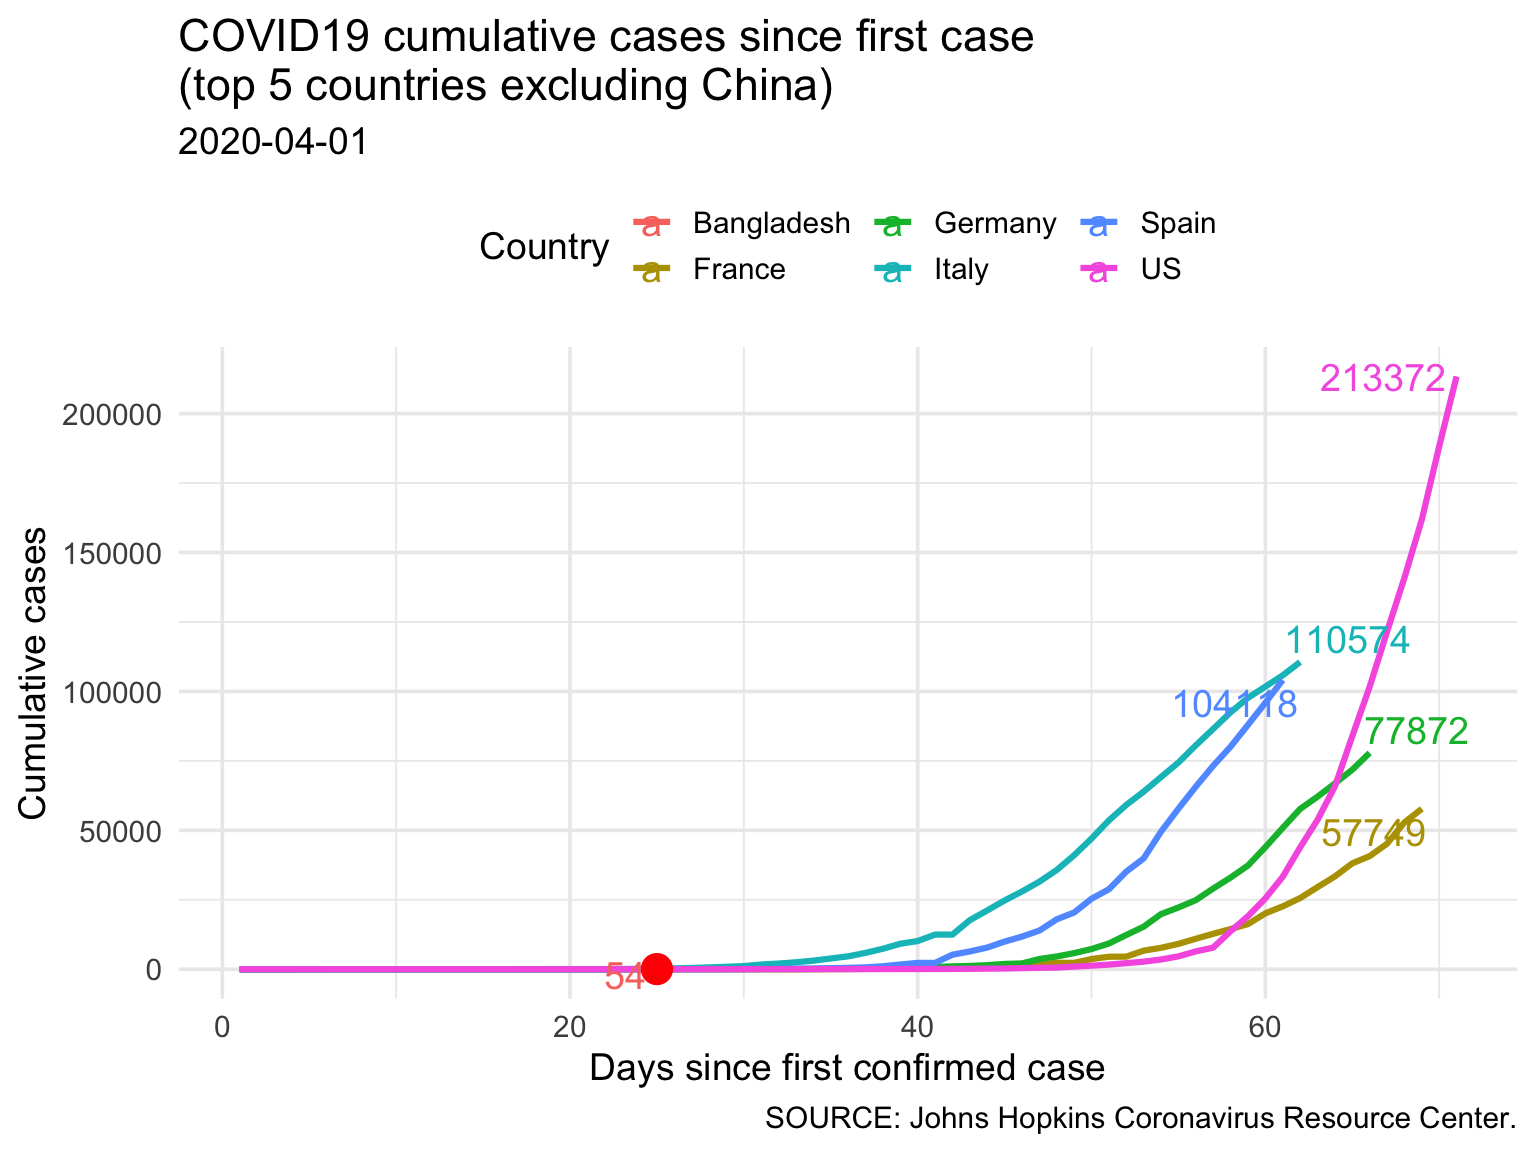 COVID19 cumulative cases since first case
(top 5 countries excluding China)
2020-04-01
Country
a Bangladesh a Germany a Spain
a France a Italy a US
213372
200000
150000
110574
104118
100000
77872
57749
50000
0
54
Cumulative cases
0 20 40 60
Days since first confirmed case
SOURCE: Johns Hopkins Coronavirus Resource Center.